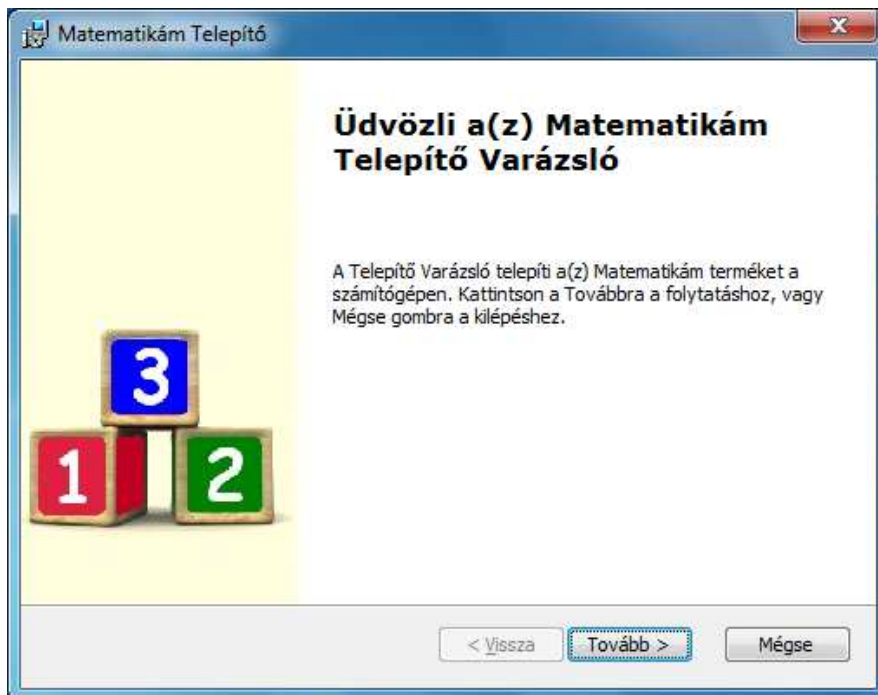 Matematikám Telepítő
X
Üdvözli a(z) Matematikám
Telepítő Varázsló
A Telepítő Varázsló telepíti a(z) Matematikám terméket a
számítógépen. Kattintson a Továbbra a folytatáshoz, vagy
Mégse gombra a kilépéshez.
3
1 2
< Vissza Tovább > Mégse